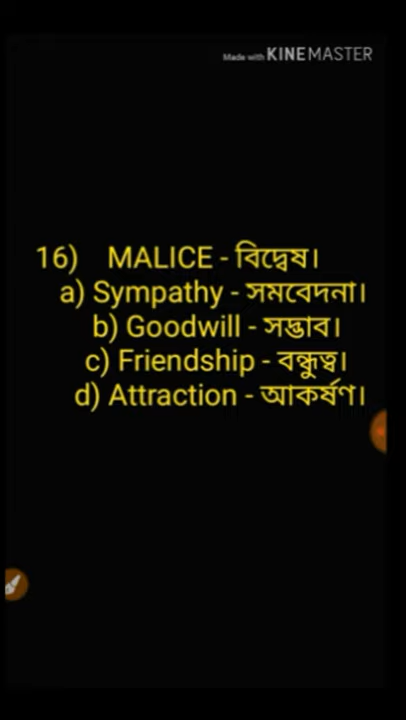 Made with KINEMASTER
16) MALICE - বিদ্বেষ।
a) Sympathy - সমবেদনা।
b) Goodwill - সদ্ভাব।
c) Friendship - বন্ধুত্ব।
d) Attraction - আকর্ষণ।